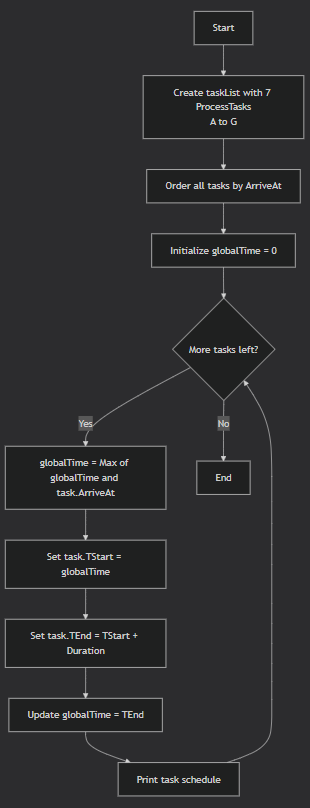 Start
Create taskList with 7
ProcessTasks
A to G
Order all tasks by ArriveAt
Initialize globalTime = 0
More tasks left?
Yes
No
globalTime = Max of
globalTime and
task.ArriveAt
End
Set task.TStart =
globalTime
Set task.TEnd = TStart +
Duration
Update globalTime = TEnd
Print task schedule